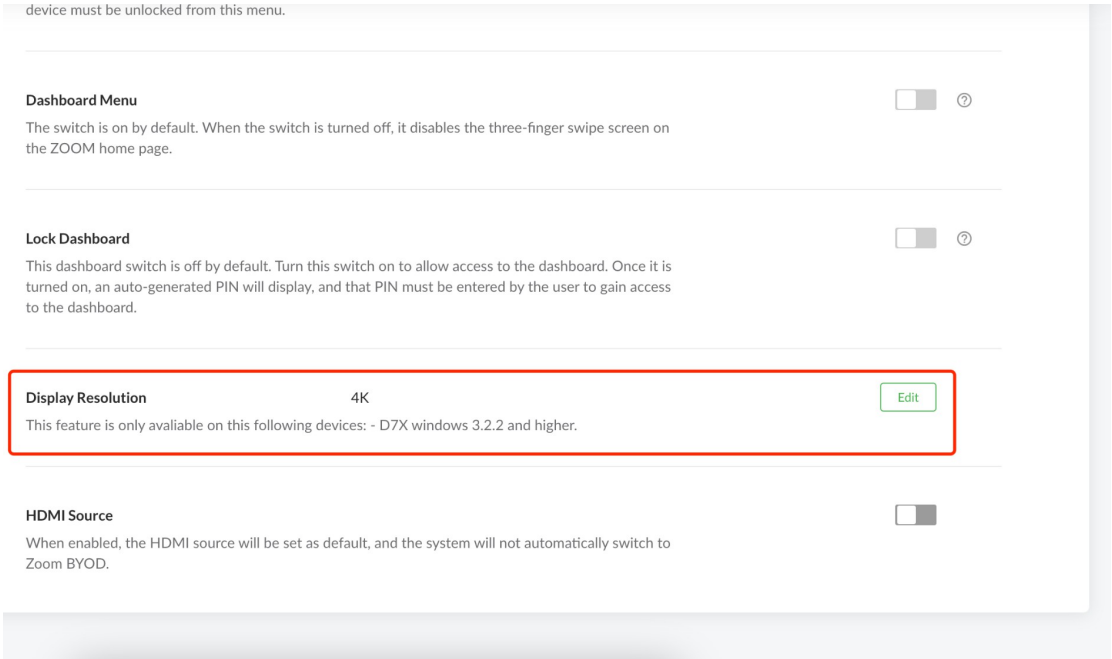 device must be unlocked from this menu.
Dashboard Menu
The switch is on by default. When the switch is turned off, it disables the three-finger swipe screen on
the ZOOM home page.
Lock Dashboard
This dashboard switch is off by default. Turn this switch on to allow access to the dashboard. Once it is
turned on, an auto-generated PIN will display, and that PIN must be entered by the user to gain access
to the dashboard.
Display Resolution 4K Edit
This feature is only avaliable on this following devices: - D7X windows 3.2.2 and higher.
HDMI Source
When enabled, the HDMI source will be set as default, and the system will not automatically switch to
Zoom BYOD.